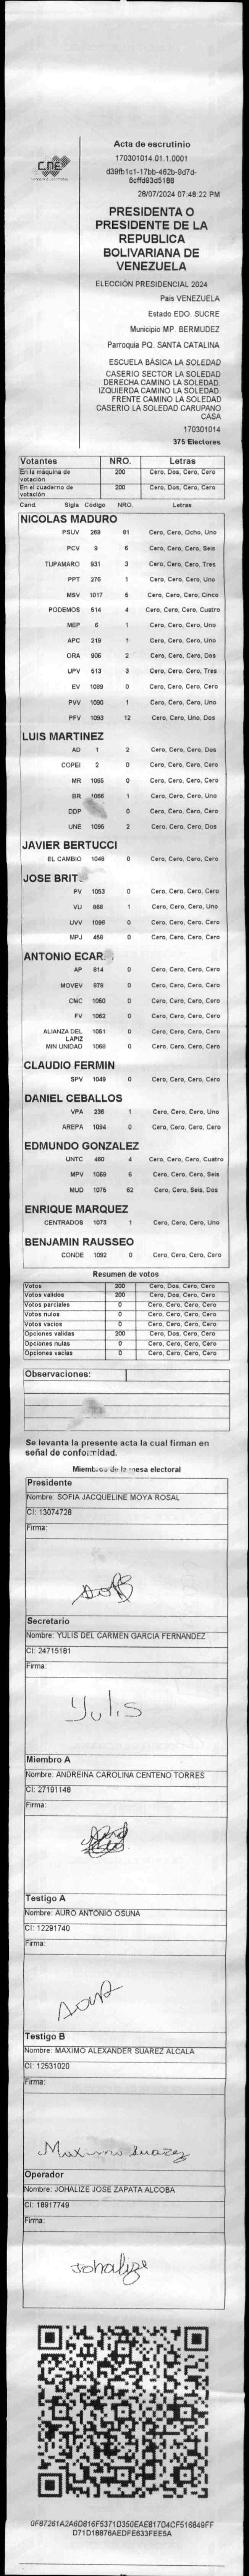 CNE
Acta de escrutinio
170301014.01.1.0001
d39fb1c1-17bb-462b-9d7d-
6cffd93d5188
28/07/2024 07:48:22 PM
PRESIDENTA O
PRESIDENTE DE LA
REPUBLICA
BOLIVARIANA DE
VENEZUELA
ELECCIÓN PRESIDENCIAL 2024
País VENEZUELA
Estado EDO. SUCRE
Municipio MP. BERMUDEZ
Parroquia PQ. SANTA CATALINA
ESCUELA BÁSICA LA SOLEDAD
CASERIO SECTOR LA SOLEDAD
DERECHA CAMINO LA SOLEDAD.
IZQUIERDA CAMINO LA SOLEDAD.
FRENTE CAMINO LA SOLEDAD
CASERIO LA SOLEDAD CARUPANO
CASA
170301014
375 Electores
Votantes NRO. Letras
En la máquina de votación 200 Cero, Dos, Cero, Cero
En el cuaderno de votación 200 Cero, Dos, Cero, Cero
Cand. Sigla Código NRO. Letras
NICOLAS MADURO
PSUV 269 81 Cero, Cero, Ocho, Uno
PCV 9 6 Cero, Cero, Cero, Seis
TUPAMARO 931 3 Cero, Cero, Cero, Tres
PPT 276 1 Cero, Cero, Cero, Uno
MSV 1017 5 Cero, Cero, Cero, Cinco
PODEMOS 514 4 Cero, Cero, Cero, Cuatro
MEP 6 1 Cero, Cero, Cero, Uno
APC 219 1 Cero, Cero, Cero, Uno
ORA 906 2 Cero, Cero, Cero, Dos
UPV 613 3 Cero, Cero, Cero, Tres
EV 1089 0 Cero, Cero, Cero, Cero
PVV 1090 1 Cero, Cero, Cero, Uno
PFV 1093 12 Cero, Cero, Uno, Dos
LUIS MARTINEZ
AD 1 2 Cero, Cero, Cero, Dos
COPEI 2 0 Cero, Cero, Cero, Cero
MR 1065 0 Cero, Cero, Cero, Cero
BR 1066 1 Cero, Cero, Cero, Uno
DDP 0 Cero, Cero, Cero, Cero
UNE 1095 2 Cero, Cero, Cero, Dos
JAVIER BERTUCCI
EL CAMBIO 1048 0 Cero, Cero, Cero, Cero
JOSE BRIT
PV 1053 0 Cero, Cero, Cero, Cero
VU 868 1 Cero, Cero, Cero, Uno
UVV 1096 0 Cero, Cero, Cero, Cero
MPJ 456 0 Cero, Cero, Cero, Cero
ANTONIO ECAR
AP 814 0 Cero, Cero, Cero, Cero
MOVEV 979 0 Cero, Cero, Cero, Cero
CMC 1050 0 Cero, Cero, Cero, Cero
FV 1062 0 Cero, Cero, Cero, Cero
ALIANZA DEL LAPIZ 1051 0 Cero, Cero, Cero, Cero
MIN UNIDAD 1068 0 Cero, Cero, Cero, Cero
CLAUDIO FERMIN
SPV 1049 0 Cero, Cero, Cero, Cero
DANIEL CEBALLOS
VPA 236 1 Cero, Cero, Cero, Uno
AREPA 1094 0 Cero, Cero, Cero, Cero
EDMUNDO GONZALEZ
UNTC 460 4 Cero, Cero, Cero, Cuatro
MPV 1069 6 Cero, Cero, Cero, Seis
MUD 1075 62 Cero, Cero, Seis, Dos
ENRIQUE MARQUEZ
CENTRADOS 1073 1 Cero, Cero, Cero, Uno
BENJAMIN RAUSSEO
CONDE 1092 0 Cero, Cero, Cero, Cero
Resumen de votos
Votos 200 Cero, Dos, Cero, Cero
Votos validos 200 Cero, Dos, Cero, Cero
Votos parciales 0 Cero, Cero, Cero, Cero
Votos nulos 0 Cero, Cero, Cero, Cero
Votos vacios 0 Cero, Cero, Cero, Cero
Opciones validas 200 Cero, Dos, Cero, Cero
Opciones nulas 0 Cero, Cero, Cero, Cero
Opciones vacias 0 Cero, Cero, Cero, Cero
Observaciones:
Se levanta la presente acta la cual firman en
señal de conformidad.
Miembros de la mesa electoral
Presidente
Nombre: SOFIA JACQUELINE MOYA ROSAL
CI: 13074728
Firma:
Secretario
Nombre: YULIS DEL CARMEN GARCIA FERNANDEZ
CI: 24715181
Firma:
Yulis
Miembro A
Nombre: ANDREINA CAROLINA CENTENO TORRES
CI: 27191148
Firma:
Testigo A
Nombre: AURO ANTONIO OSUNA
CI: 12291740
Firma:
Testigo B
Nombre: MAXIMO ALEXANDER SUAREZ ALCALA
CI: 12531020
Firma:
Maximo Suarez
Operador
Nombre: JOHALIZE JOSE ZAPATA ALCOBA
CI: 18917749
Firma:
Johalize
0F87261A2A6D816F5371D350EAE817D4CF516849FF
D71D18876AEDFE633FEE5A